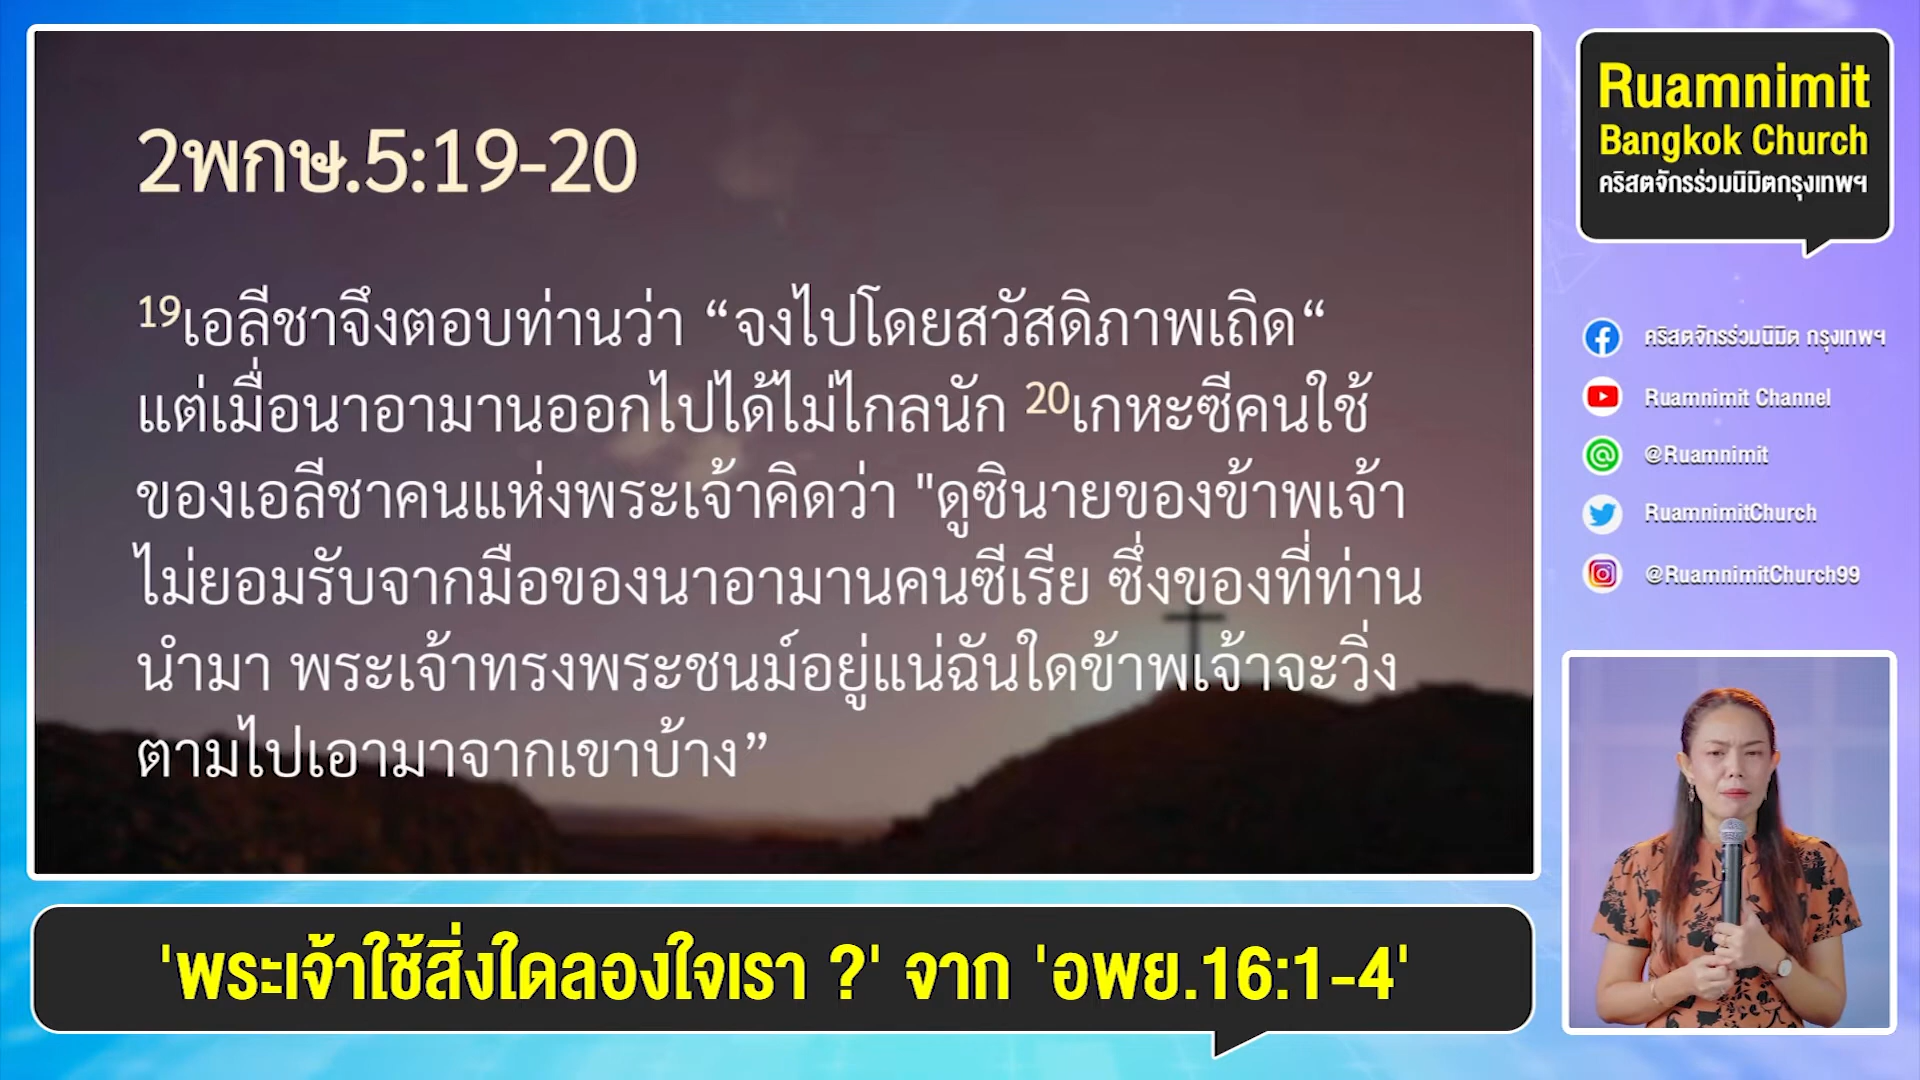 2พกษ.5:19-20
19เอลีชาจึงตอบท่านว่า “จงไปโดยสวัสดิภาพเถิด“
แต่เมื่อนาอามานออกไปได้ไม่ไกลนัก 20เกหะซีคนใช้
ของเอลีชาคนแห่งพระเจ้าคิดว่า "ดูซินายของข้าพเจ้า
ไม่ยอมรับจากมือของนาอามานคนซีเรีย ซึ่งของที่ท่าน
นำมา พระเจ้าทรงพระชนม์อยู่แน่ฉันใดข้าพเจ้าจะวิ่ง
ตามไปเอามาจากเขาบ้าง”
'พระเจ้าใช้สิ่งใดลองใจเรา ?' จาก 'อพย.16:1-4'
Ruamnimit
Bangkok Church
คริสตจักรร่วมนิมิตกรุงเทพฯ
คริสตจักรร่วมนิมิต กรุงเทพฯ
Ruamnimit Channel
@Ruamnimit
RuamnimitChurch
@RuamnimitChurch99